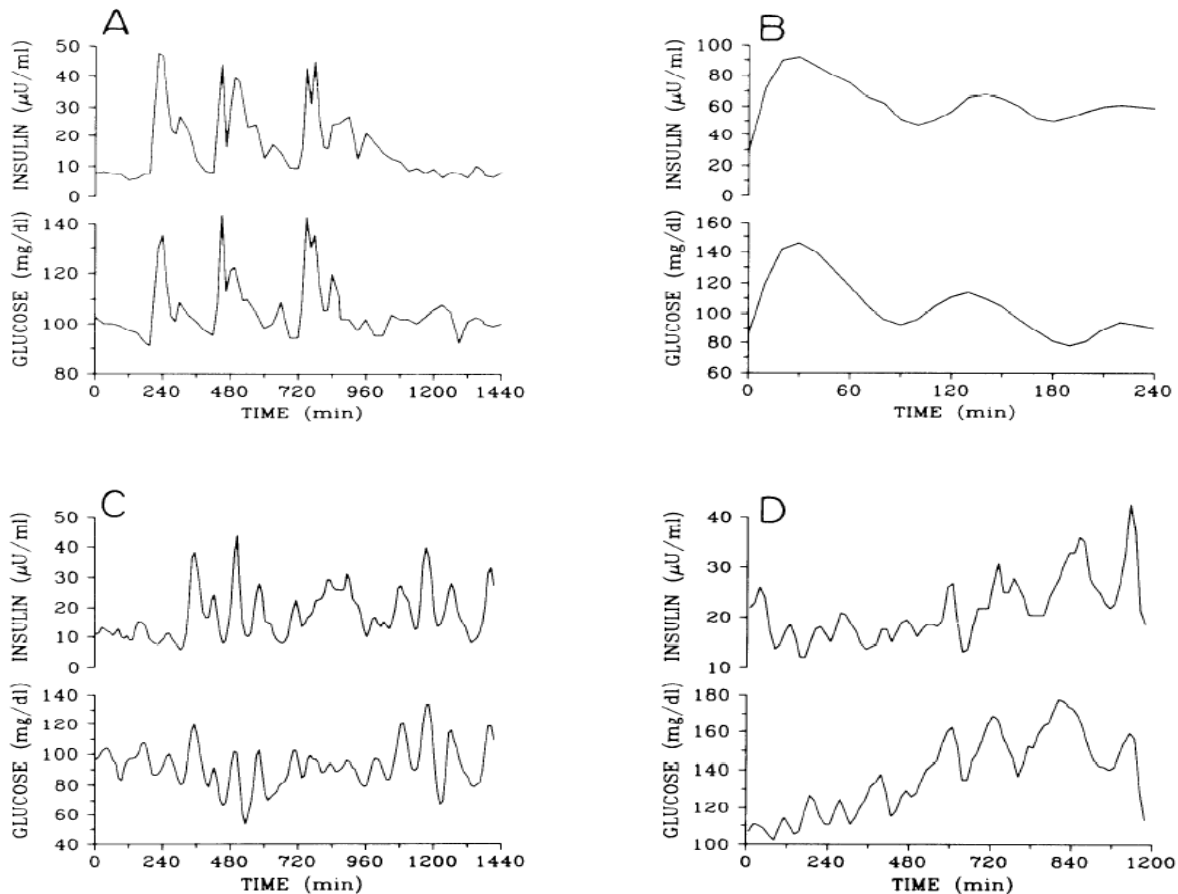 A
INSULIN (μU/ml)
50
40
30
20
10
0
GLUCOSE (mg/dl)
140
120
100
80
0 240 480 720 960 1200 1440
TIME (min)
B
INSULIN (μU/ml)
100
80
60
40
20
0
GLUCOSE (mg/dl)
160
140
120
100
80
60
0 60 120 180 240
TIME (min)
C
INSULIN (μU/ml)
50
40
30
20
10
0
GLUCOSE (mg/dl)
140
120
100
80
60
40
0 240 480 720 960 1200 1440
TIME (min)
D
INSULIN (μU/ml)
40
30
20
10
GLUCOSE (mg/dl)
180
160
140
120
100
0 240 480 720 840 1200
TIME (min)